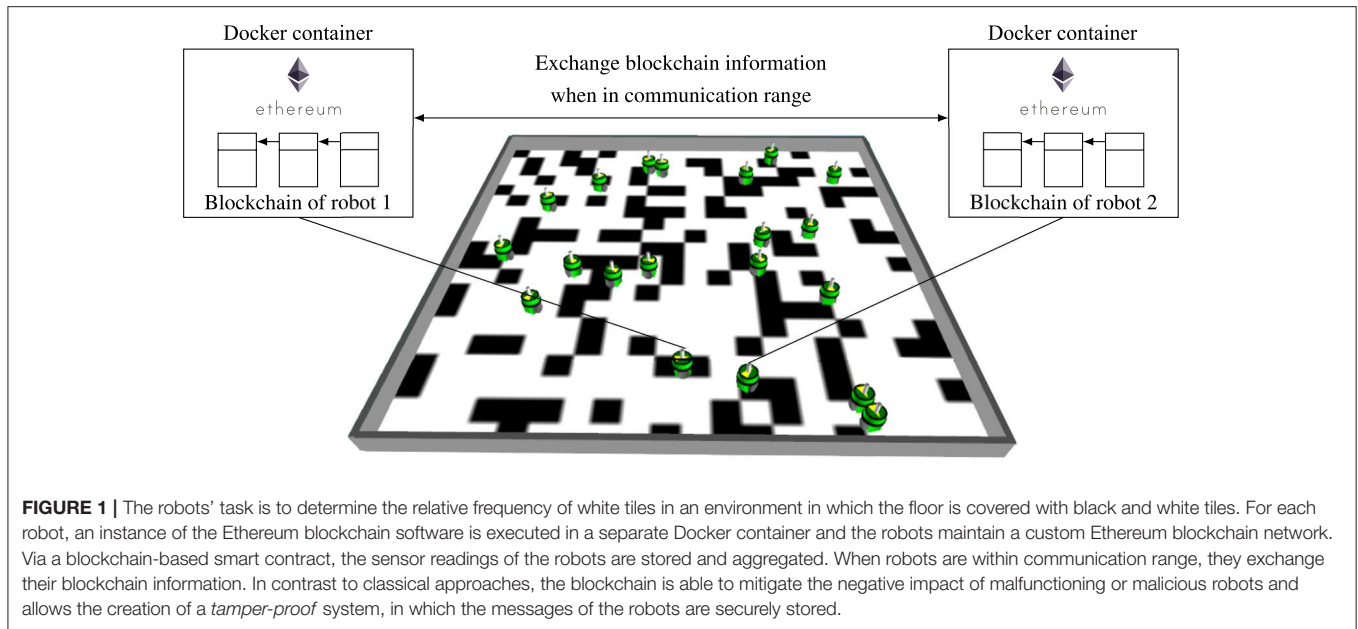 Docker container
Docker container
ethereum
Exchange blockchain information
when in communication range
ethereum
Blockchain of robot 1
Blockchain of robot 2
FIGURE 1 | The robots' task is to determine the relative frequency of white tiles in an environment in which the floor is covered with black and white tiles. For each
robot, an instance of the Ethereum blockchain software is executed in a separate Docker container and the robots maintain a custom Ethereum blockchain network.
Via a blockchain-based smart contract, the sensor readings of the robots are stored and aggregated. When robots are within communication range, they exchange
their blockchain information. In contrast to classical approaches, the blockchain is able to mitigate the negative impact of malfunctioning or malicious robots and
allows the creation of a tamper-proof system, in which the messages of the robots are securely stored.